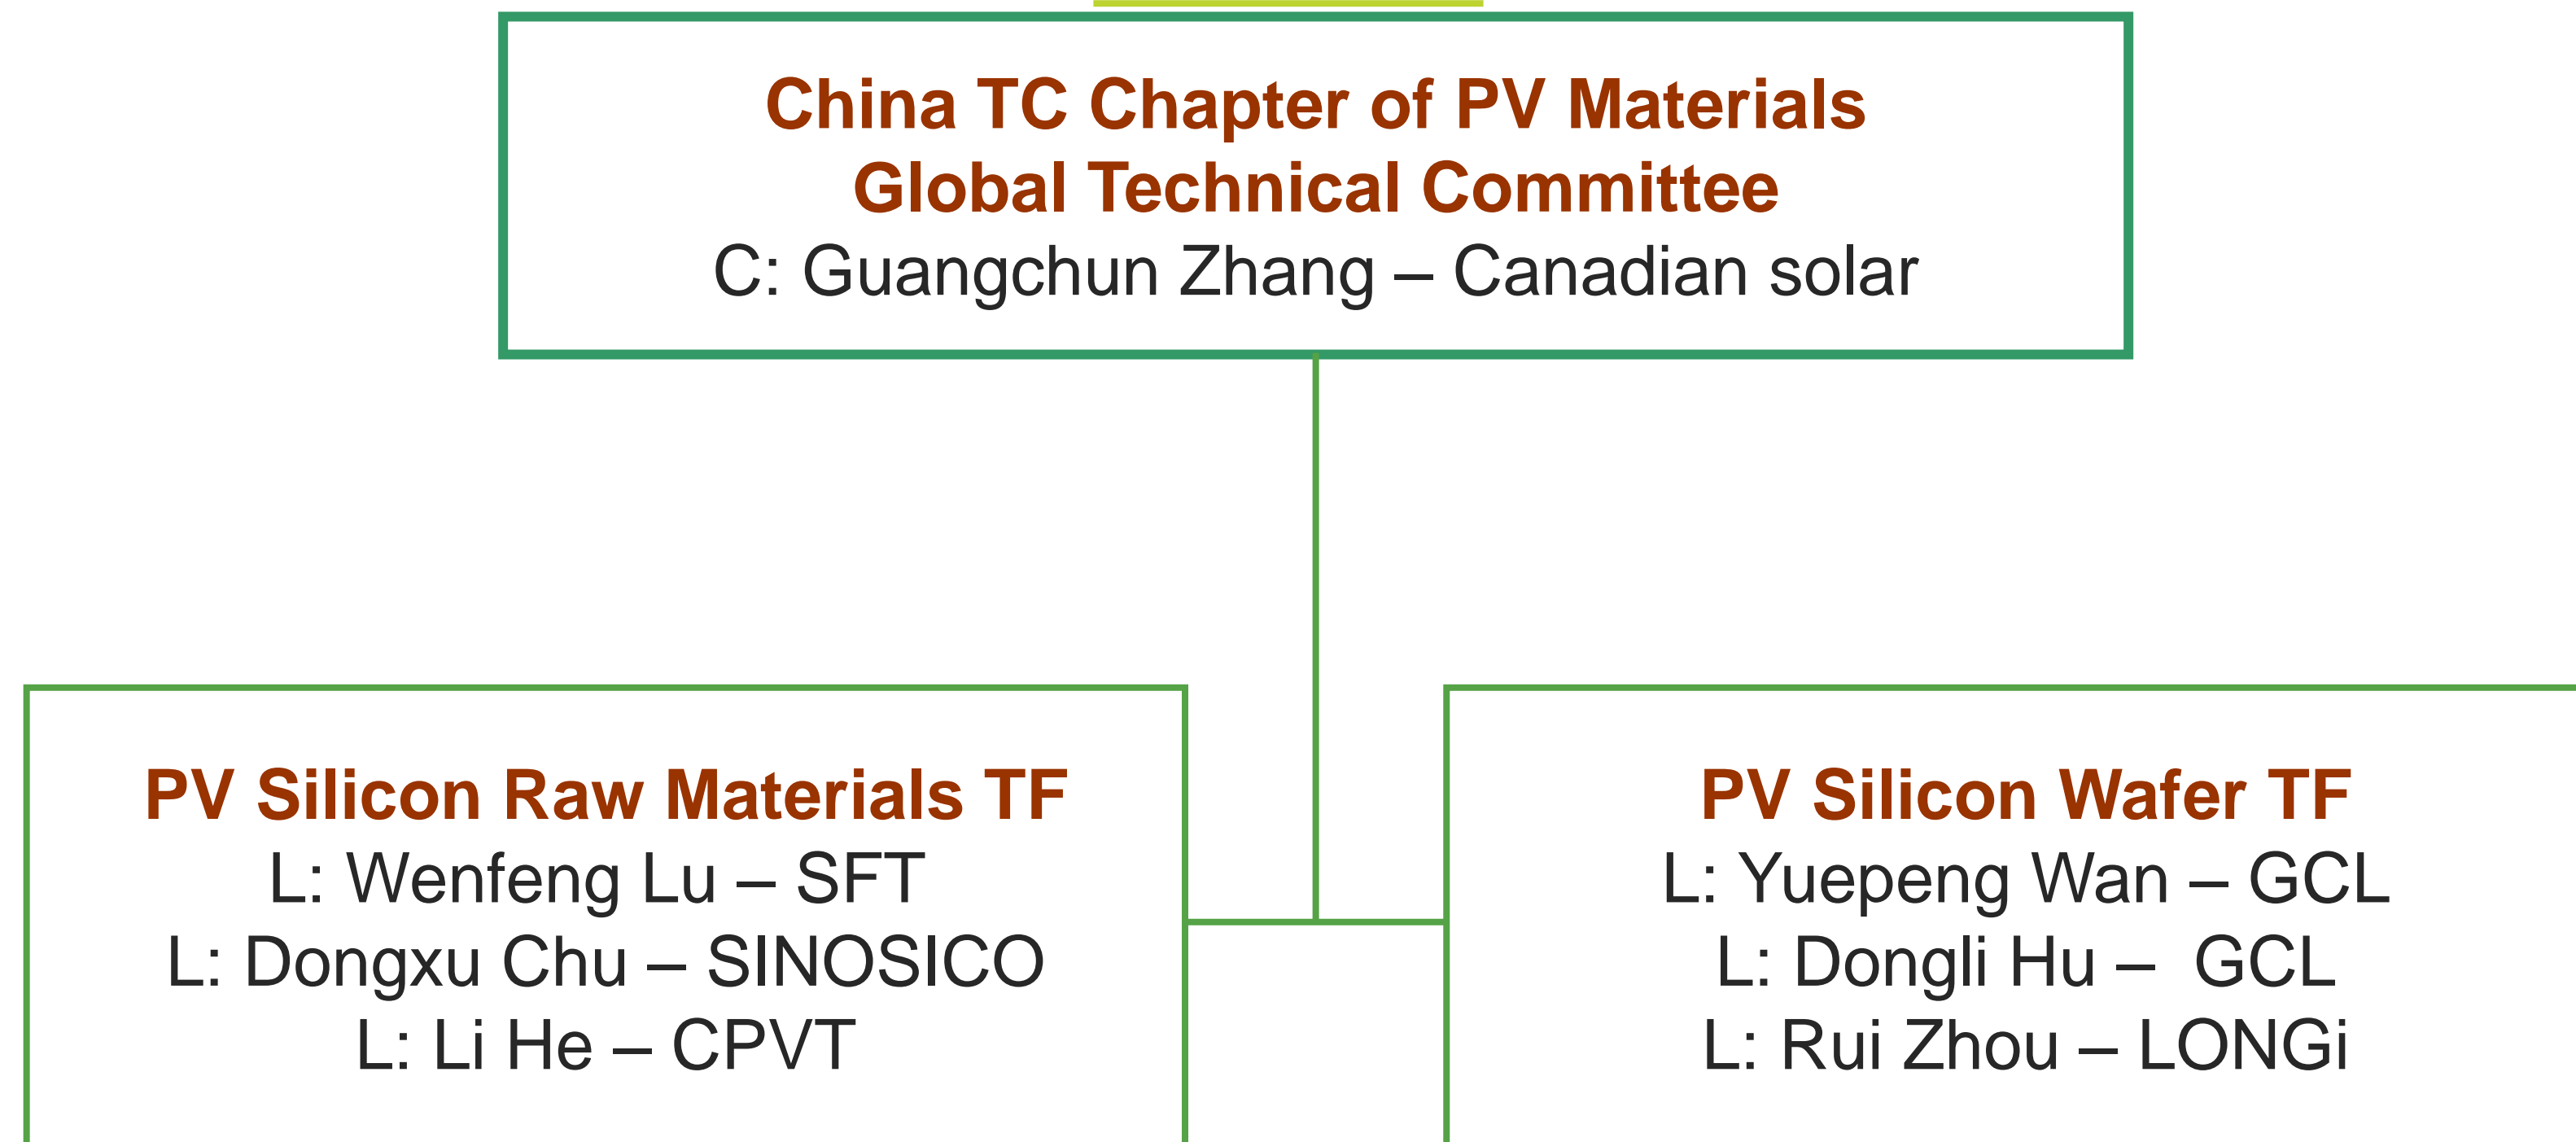 China TC Chapter of PV Materials
Global Technical Committee
C: Guangchun Zhang – Canadian solar
PV Silicon Raw Materials TF
L: Wenfeng Lu – SFT
L: Dongxu Chu – SINOSICO
L: Li He – CPVT
PV Silicon Wafer TF
L: Yuepeng Wan – GCL
L: Dongli Hu – GCL
L: Rui Zhou – LONGi